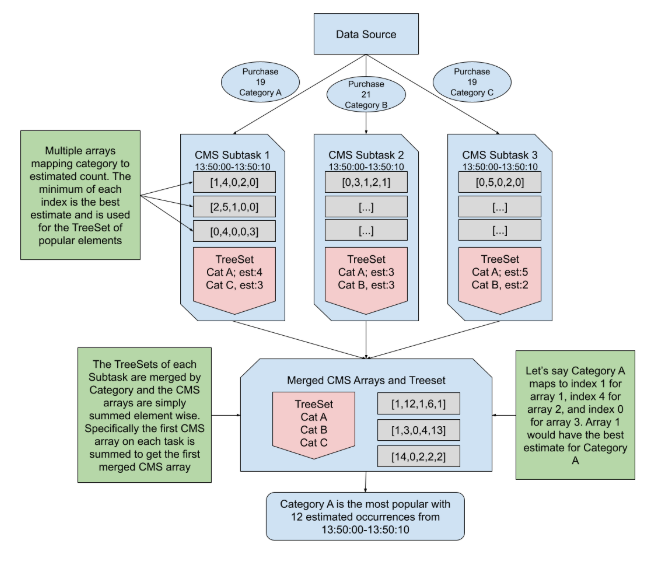 Data Source
Purchase
19
Category A
Purchase
21
Category B
Purchase
19
Category C
Multiple arrays
mapping category to
estimated count. The
minimum of each
index is the best
estimate and is used
for the TreeSet of
popular elements
CMS Subtask 1
13:50:00-13:50:10
[1,4,0,2,0]
[2,5,1,0,0]
[0,4,0,0,3]
TreeSet
Cat A; est:4
Cat C, est:3
CMS Subtask 2
13:50:00-13:50:10
[0,3,1,2,1]
[...]
[...]
TreeSet
Cat A; est:3
Cat B, est:3
CMS Subtask 3
13:50:00-13:50:10
[0,5,0,2,0]
[...]
[...]
TreeSet
Cat A; est:5
Cat B, est:2
The TreeSets of each
Subtask are merged by
Category and the CMS
arrays are simply
summed element wise.
Specifically the first CMS
array on each task is
summed to get the first
merged CMS array
Merged CMS Arrays and Treeset
TreeSet
Cat A
Cat B
Cat C
[1,12,1,6,1]
[1,3,0,4,13]
[14,0,2,2,2]
Let's say Category A
maps to index 1 for
array 1, index 4 for
array 2, and index 0
for array 3. Array 1
would have the best
estimate for Category
A
Category A is the most popular with
12 estimated occurrences from
13:50:00-13:50:10